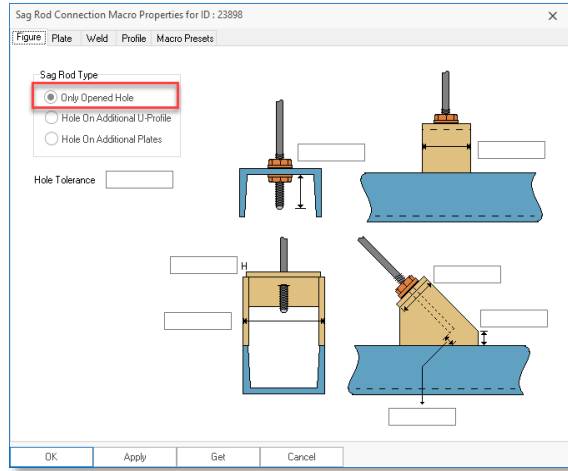 Sag Rod Connection Macro Properties for ID : 23898
Figure Plate Weld Profile Macro Presets
Sag Rod Type
Only Opened Hole
Hole On Additional U-Profile
Hole On Additional Plates
Hole Tolerance
H
OK Apply Get Cancel